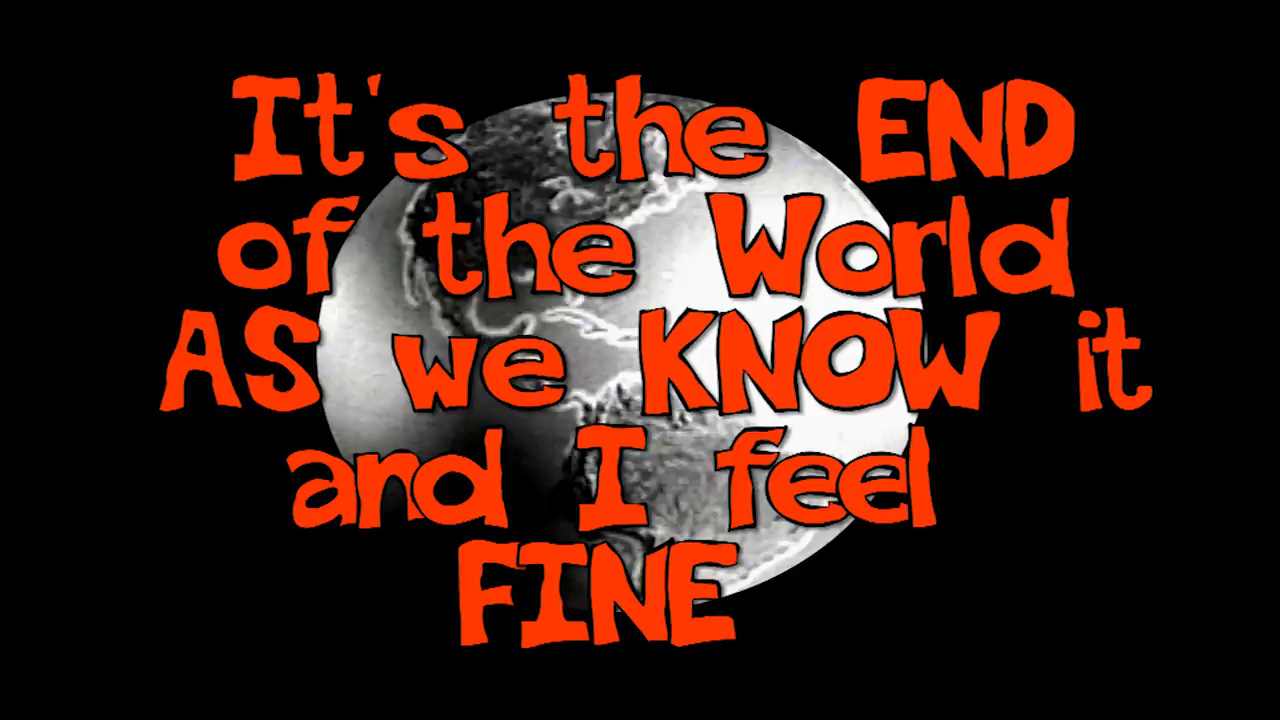 It's the END
of the World
AS we KNOW it
and I feel
FINE